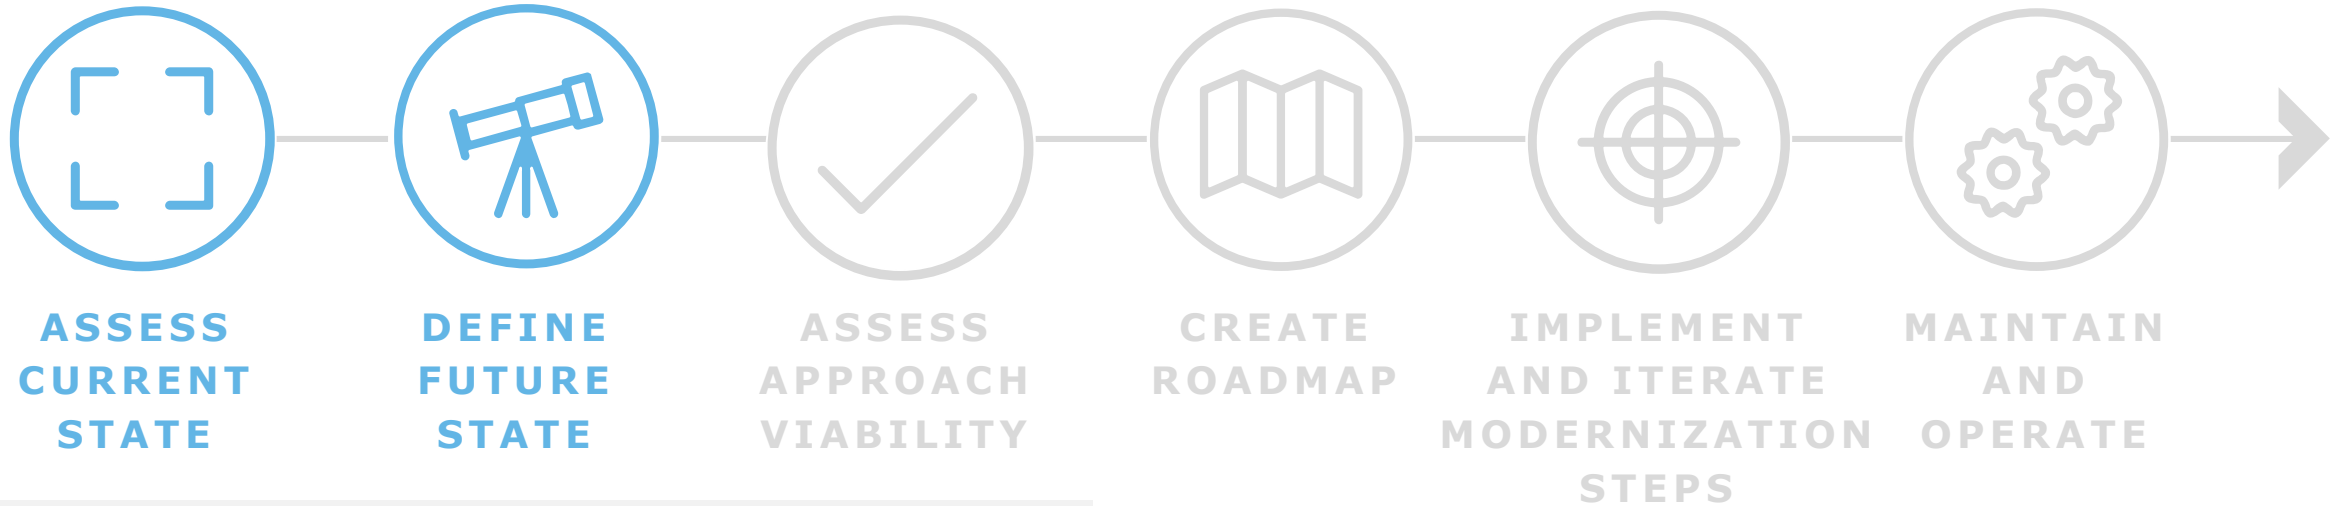 ASSESS
CURRENT
STATE
DEFINE
FUTURE
STATE
ASSESS
APPROACH
VIABILITY
CREATE
ROADMAP
IMPLEMENT
AND ITERATE
MODERNIZATION
STEPS
MAINTAIN
AND
OPERATE